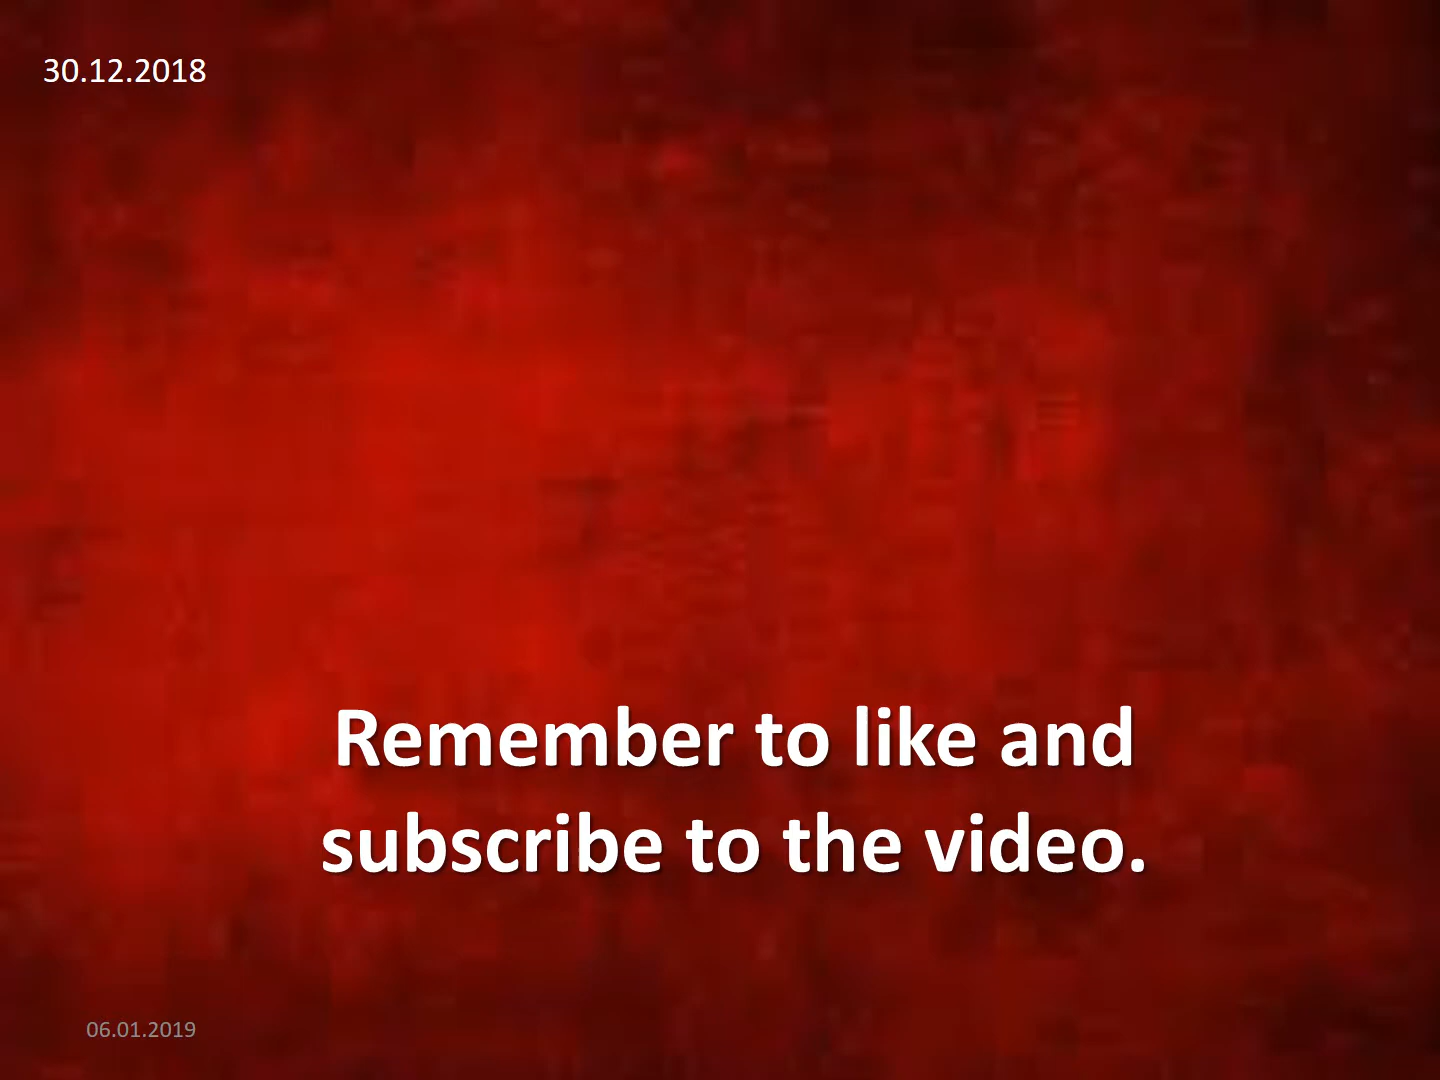 30.12.2018
Remember to like and
subscribe to the video.
06.01.2019